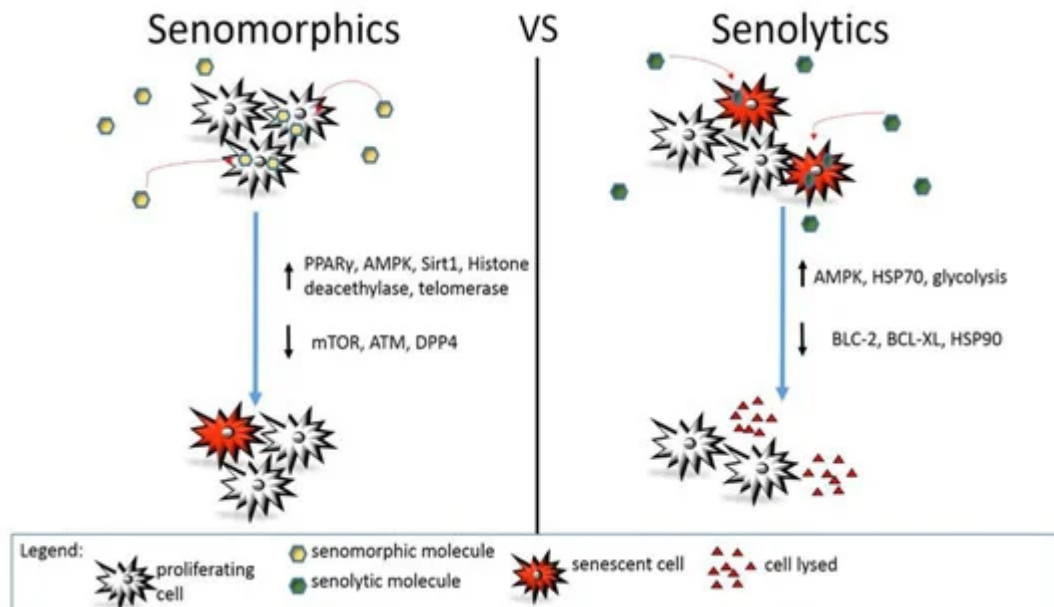 Senomorphics
VS
Senolytics
PPARγ, AMPK, Sirt1, Histone
deacethylase, telomerase
mTOR, ATM, DPP4
AMPK, HSP70, glycolysis
BLC-2, BCL-XL, HSP90
Legend:
proliferating
cell
senomorphic molecule
senolytic molecule
senescent cell
cell lysed